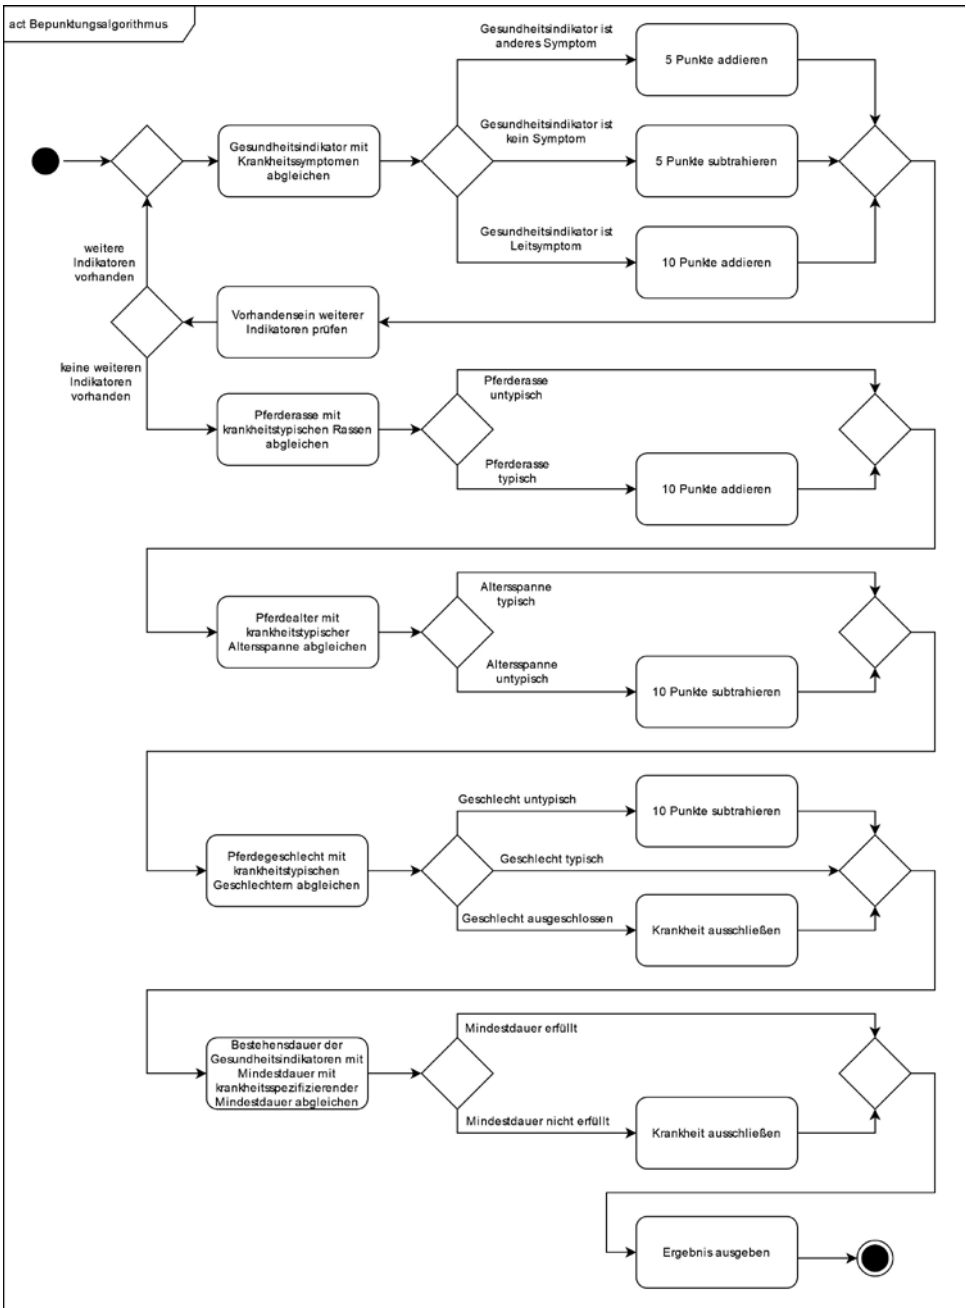 act Bepunktungsalgorithmus
Gesundheitsindikator ist
anderes Symptom
5 Punkte addieren
Gesundheitsindikator mit
Krankheitssymptomen
abgleichen
Gesundheitsindikator ist
kein Symptom
5 Punkte subtrahieren
Gesundheitsindikator ist
Leitsymptom
10 Punkte addieren
weitere
Indikatoren
vorhanden
Vorhandensein weiterer
Indikatoren prüfen
keine weiteren
Indikatoren
vorhanden
Pferderasse mit
krankheitstypischen Rassen
abgleichen
Pferderasse
untypisch
Pferderasse
typisch
10 Punkte addieren
Pferdealter mit
krankheitstypischer
Altersspanne abgleichen
Altersspanne
typisch
Altersspanne
untypisch
10 Punkte subtrahieren
Geschlecht untypisch
10 Punkte subtrahieren
Pferdegeschlecht mit
krankheitstypischen
Geschlechtern abgleichen
Geschlecht typisch
Geschlecht ausgeschlossen
Krankheit ausschließen
Bestehensdauer der
Gesundheitsindikatoren mit
Mindestdauer mit
krankheitsspezifizierender
Mindestdauer abgleichen
Mindestdauer erfüllt
Mindestdauer nicht erfüllt
Krankheit ausschließen
Ergebnis ausgeben